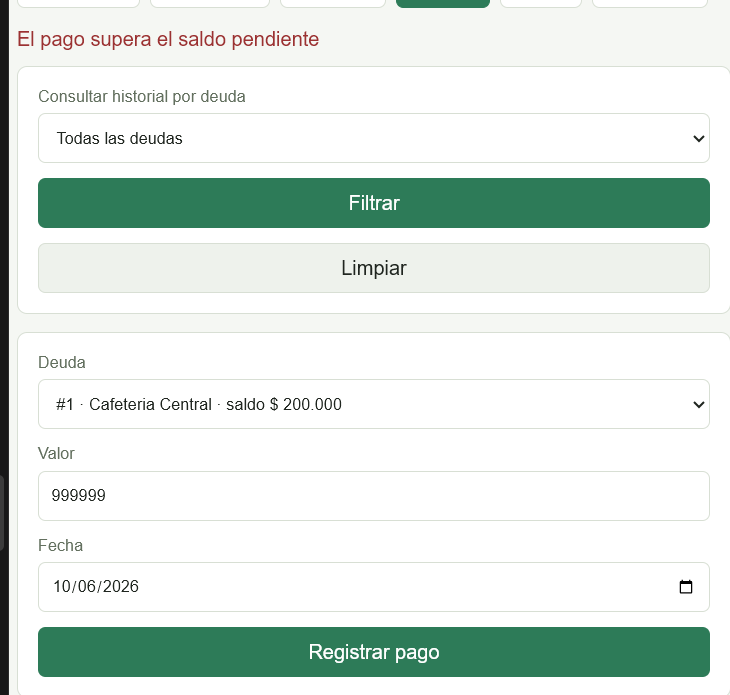 El pago supera el saldo pendiente
Consultar historial por deuda
Todas las deudas
Filtrar
Limpiar
Deuda
#1 · Cafeteria Central · saldo $ 200.000
Valor
999999
Fecha
10/06/2026
Registrar pago